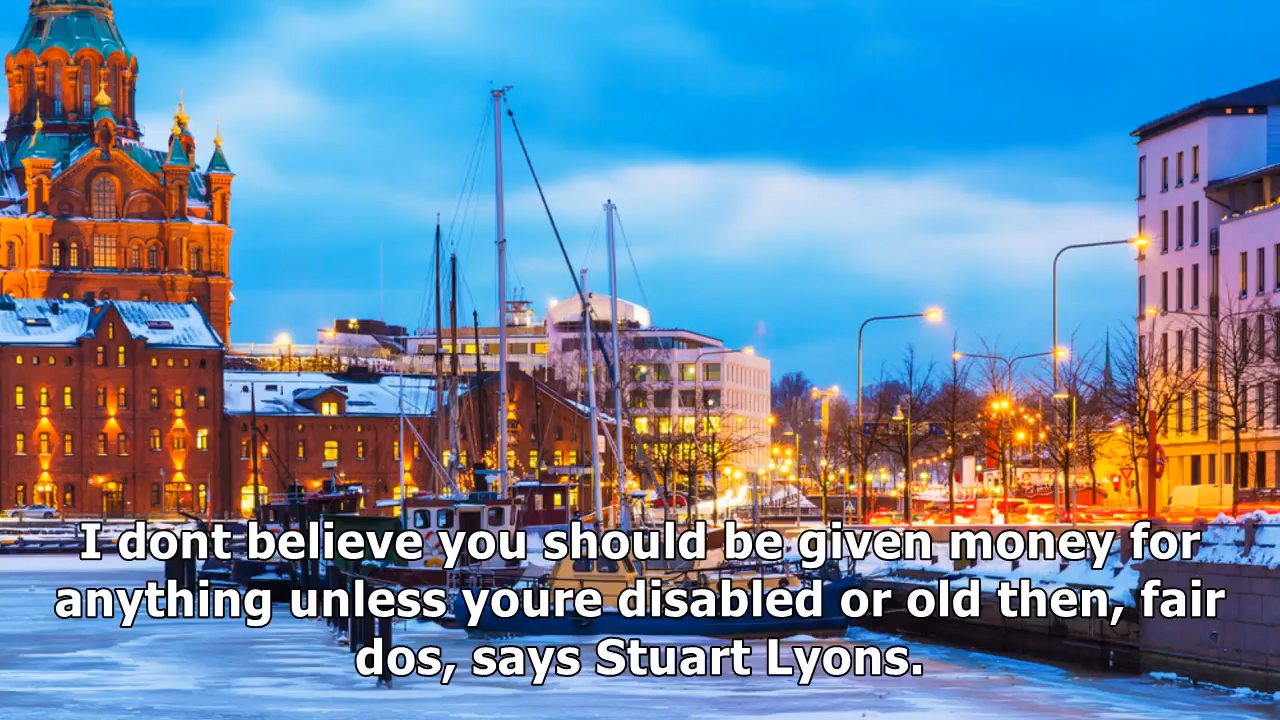 I dont believe you should be given money for
anything unless youre disabled or old then, fair
dos, says Stuart Lyons.